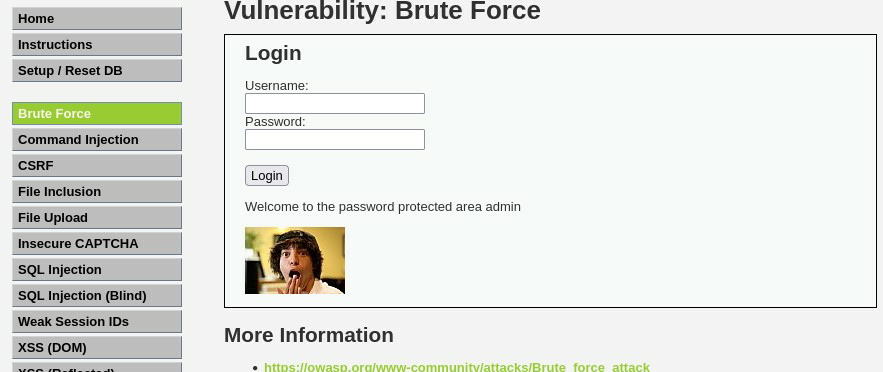 Home
Instructions
Setup / Reset DB
Brute Force
Command Injection
CSRF
File Inclusion
File Upload
Insecure CAPTCHA
SQL Injection
SQL Injection (Blind)
Weak Session IDs
XSS (DOM)
XSS (Reflected)
Vulnerability: Brute Force
Login
Username:
Password:
Login
Welcome to the password protected area admin
More Information
• https://owasp.org/www-community/attacks/Brute_force_attack